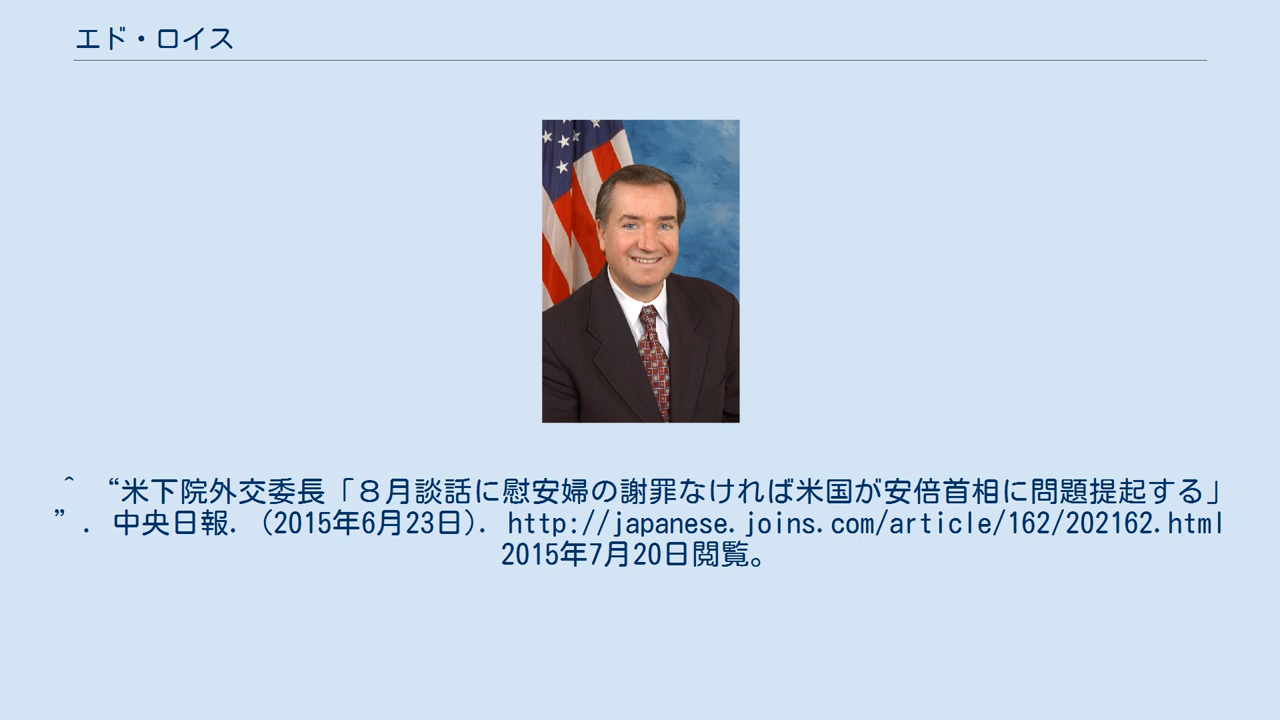 エド・ロイス
^ “米下院外交委長「８月談話に慰安婦の謝罪なければ米国が安倍首相に問題提起する」
”. 中央日報. (2015年6月23日). http://japanese.joins.com/article/162/202162.html
2015年7月20日閲覧。